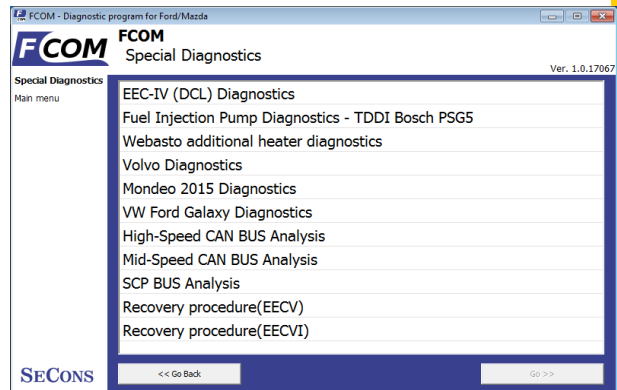 FCOM - Diagnostic program for Ford/Mazda
FCOM
FCOM
Special Diagnostics
Ver. 1.0.17067
Special Diagnostics
Main menu
EEC-IV (DCL) Diagnostics
Fuel Injection Pump Diagnostics - TDDI Bosch PSG5
Webasto additional heater diagnostics
Volvo Diagnostics
Mondeo 2015 Diagnostics
VW Ford Galaxy Diagnostics
High-Speed CAN BUS Analysis
Mid-Speed CAN BUS Analysis
SCP BUS Analysis
Recovery procedure(EECV)
Recovery procedure(EECVI)
SECONS
<< Go Back
Go >>